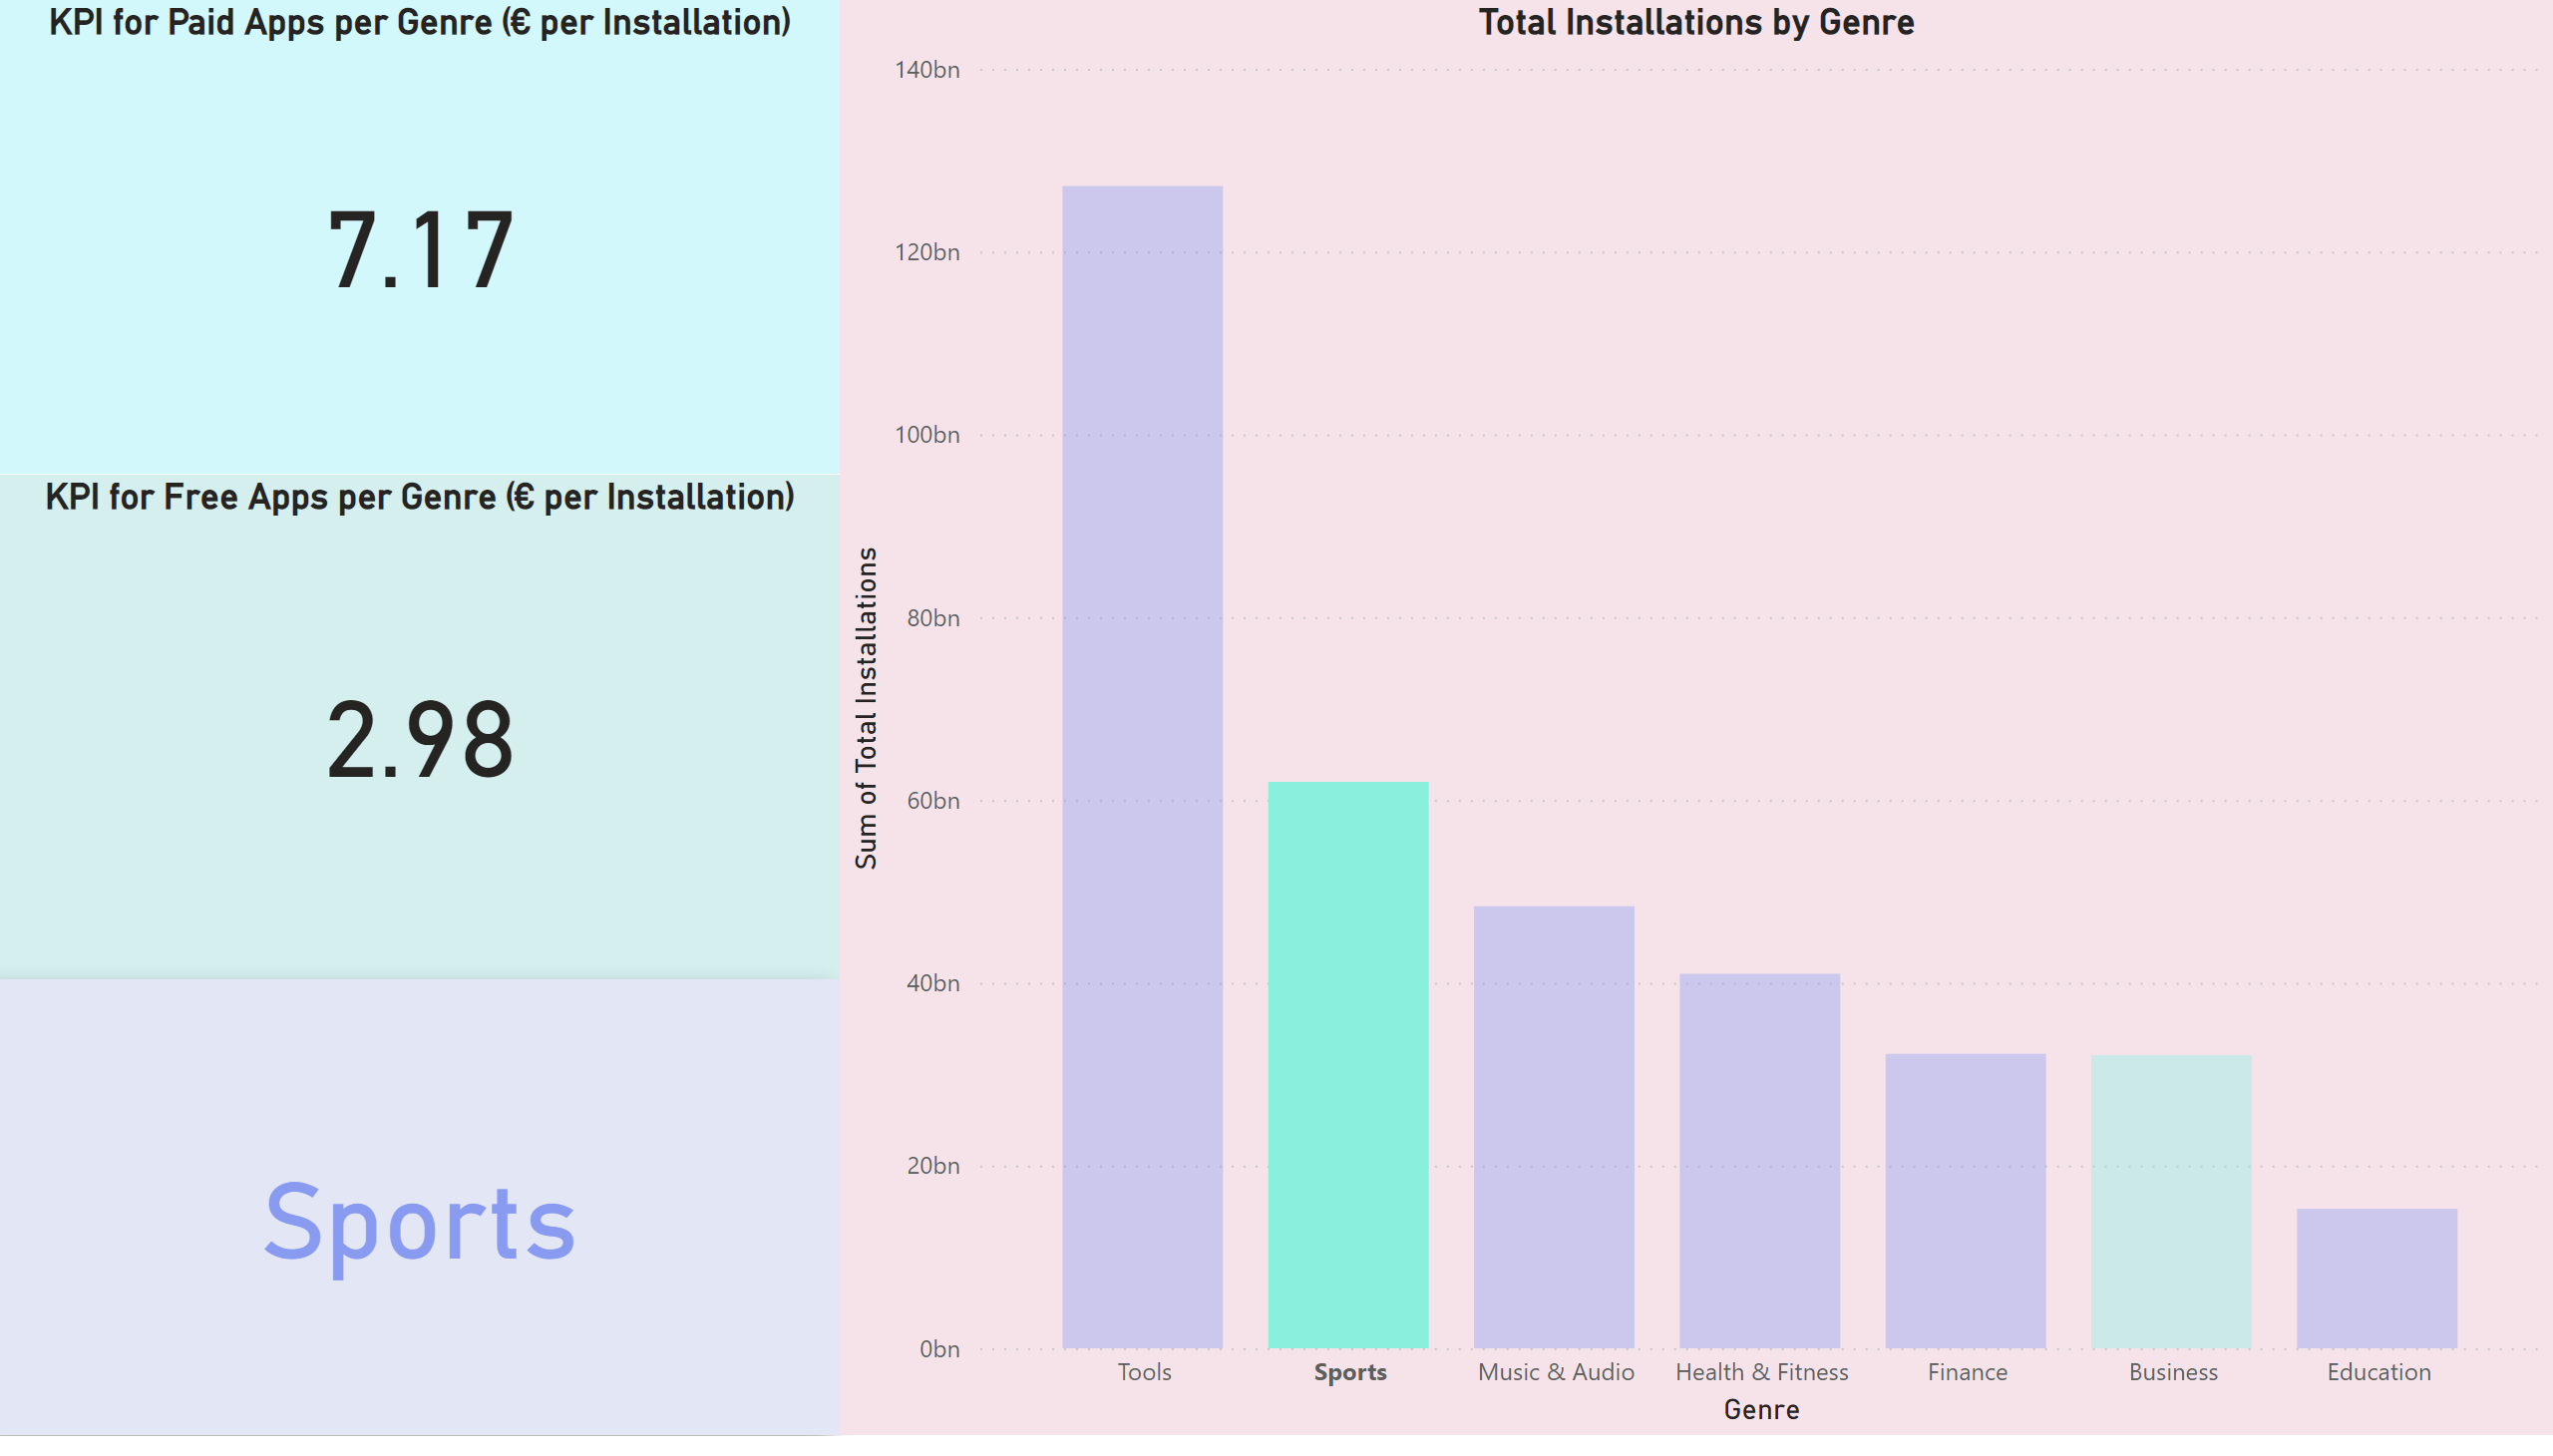 KPI for Paid Apps per Genre (€ per Installation)
7.17
KPI for Free Apps per Genre (€ per Installation)
2.98
Sports
Total Installations by Genre
Sum of Total Installations
140bn
120bn
100bn
80bn
60bn
40bn
20bn
0bn
Tools
Sports
Music & Audio
Health & Fitness
Finance
Business
Education
Genre